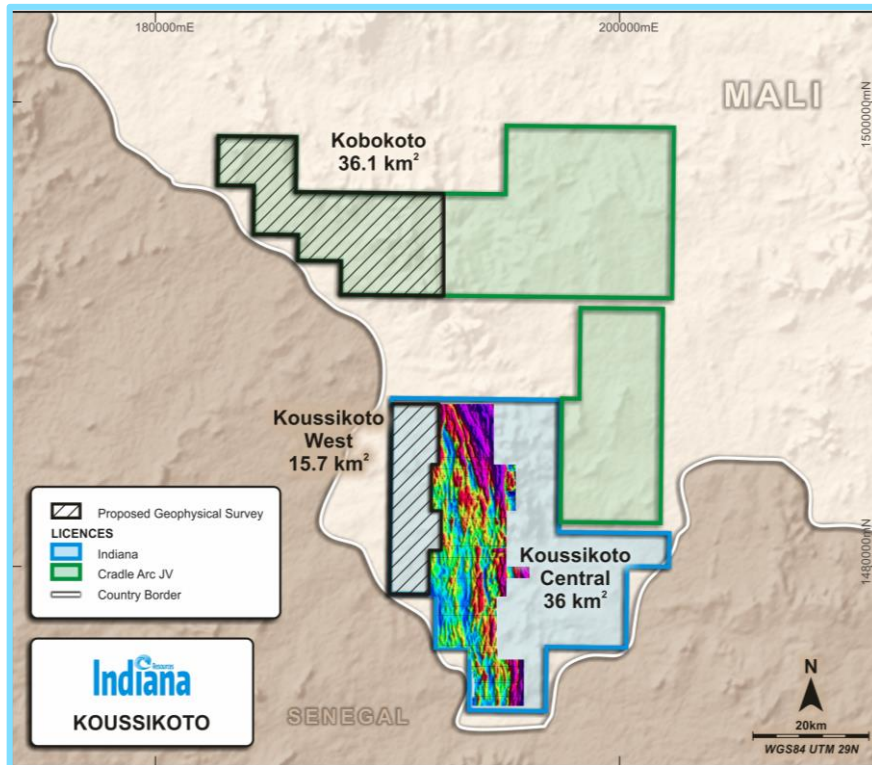 180000mE
200000mE
MALI
1500000mN
Kobokoto
36.1 km²
Koussikoto
West
15.7 km²
Proposed Geophysical Survey
LICENCES
Indiana
Cradle Arc JV
Country Border
Koussikoto
Central
36 km²
1480000mN
Indiana
Resources
KOUSSIKOTO
SENEGAL
N
20km
WGS84 UTM 29N